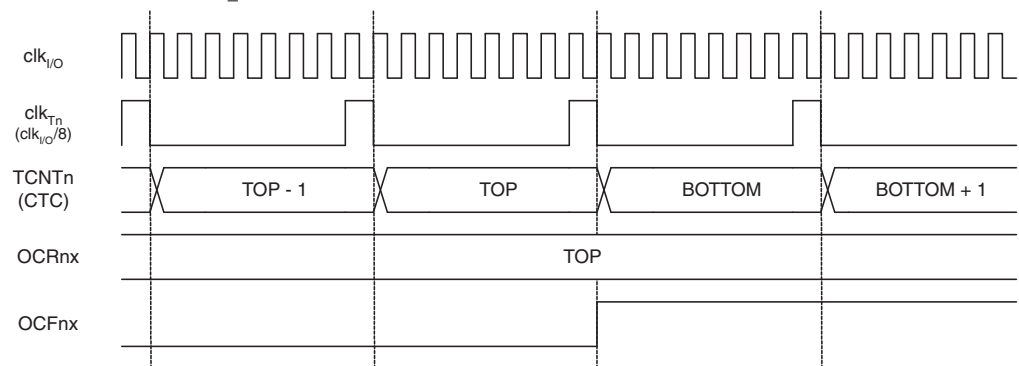 clkI/O
clkTn
(clkI/O/8)
TCNTn
(CTC)
TOP - 1
TOP
BOTTOM
BOTTOM + 1
OCRnx
TOP
OCFnx